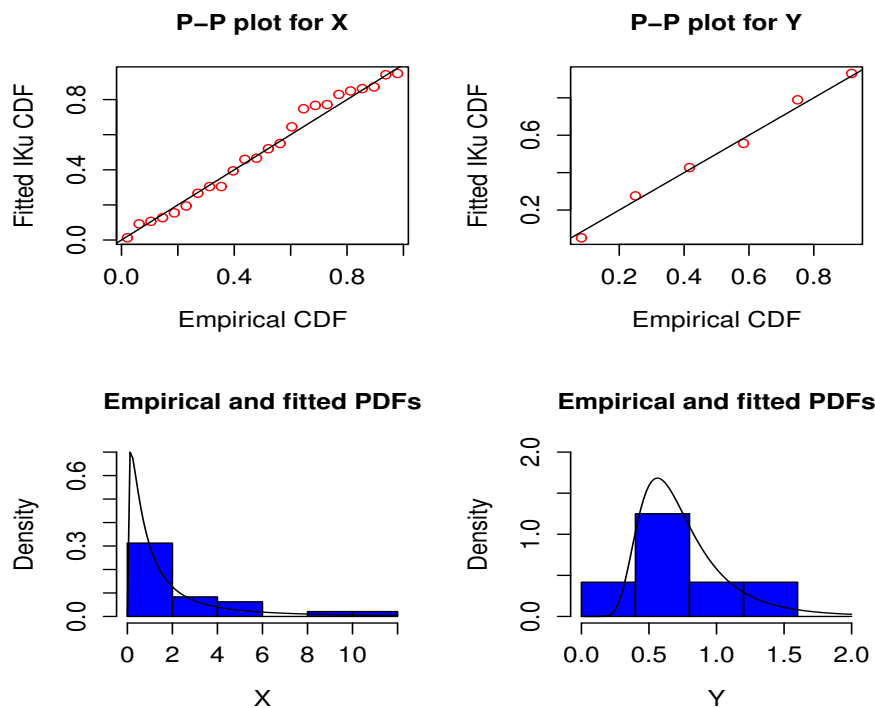 P−P plot for X
Fitted IKu CDF
0.0 0.4 0.8
0.0 0.4 0.8
Empirical CDF
P−P plot for Y
Fitted IKu CDF
0.2 0.6
0.2 0.4 0.6 0.8
Empirical CDF
Empirical and fitted PDFs
Density
0.0 0.3 0.6
0 2 4 6 8 10
X
Empirical and fitted PDFs
Density
0.0 1.0 2.0
0.0 0.5 1.0 1.5 2.0
Y